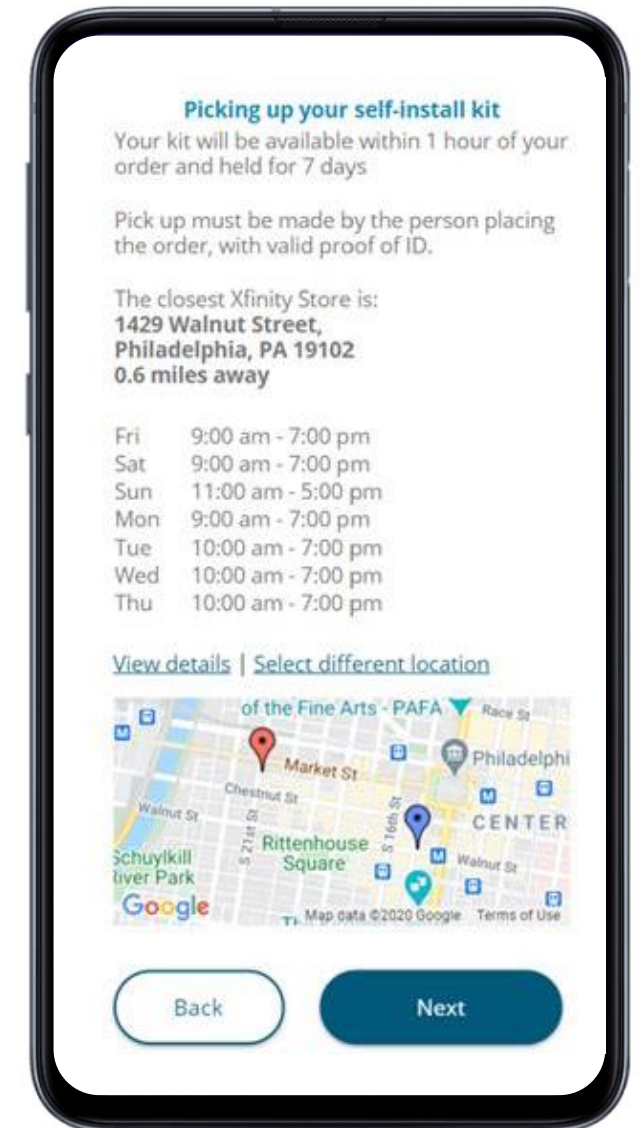 Picking up your self-install kit
Your kit will be available within 1 hour of your
order and held for 7 days
Pick up must be made by the person placing
the order, with valid proof of ID.
The closest Xfinity Store is:
1429 Walnut Street,
Philadelphia, PA 19102
0.6 miles away
Fri 9:00 am - 7:00 pm
Sat 9:00 am - 7:00 pm
Sun 11:00 am - 5:00 pm
Mon 9:00 am - 7:00 pm
Tue 10:00 am - 7:00 pm
Wed 10:00 am - 7:00 pm
Thu 10:00 am - 7:00 pm
View details | Select different location
of the Fine Arts - PAFA
Race St
M
Philadelphi
Market St
Chestnut St
M
Walnut St
S 21st St
S 16th St
CENTER
Rittenhouse
Square
Schuylkill
River Park
M
Walnut St
Google
Map data ©2020 Google Terms of Use
Back
Next